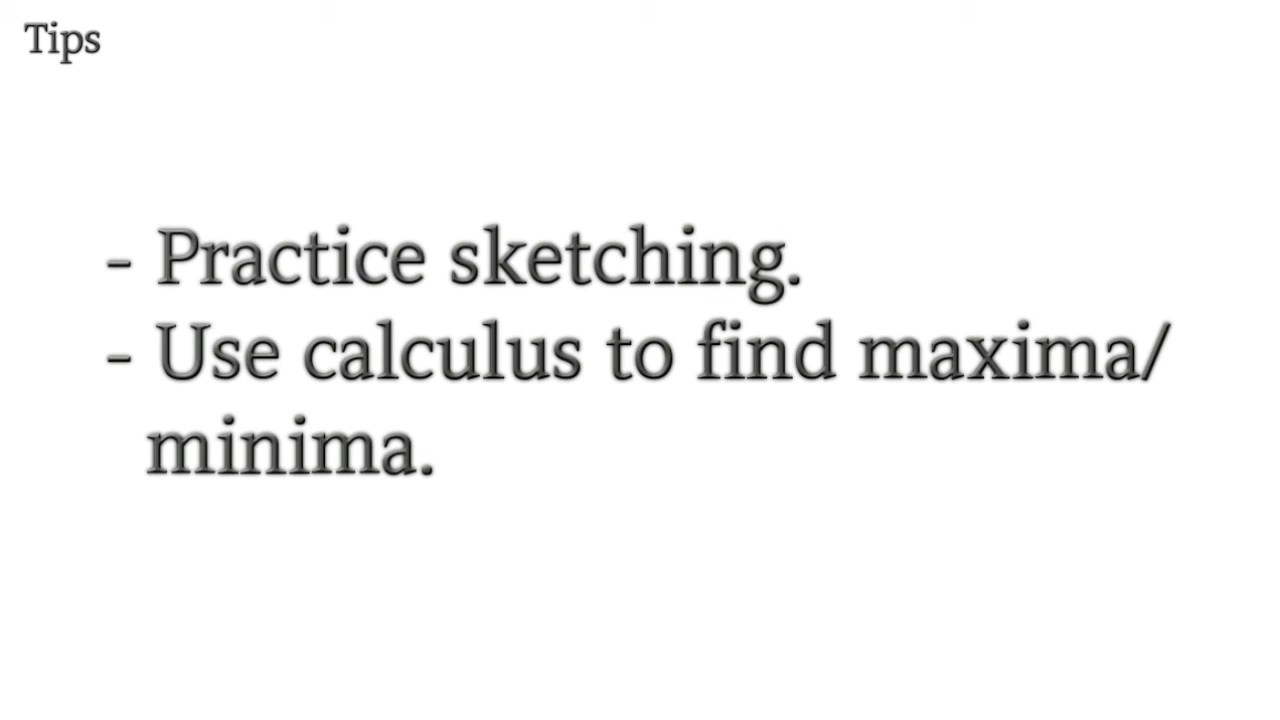 Tips
- Practice sketching.
- Use calculus to find maxima/
minima.